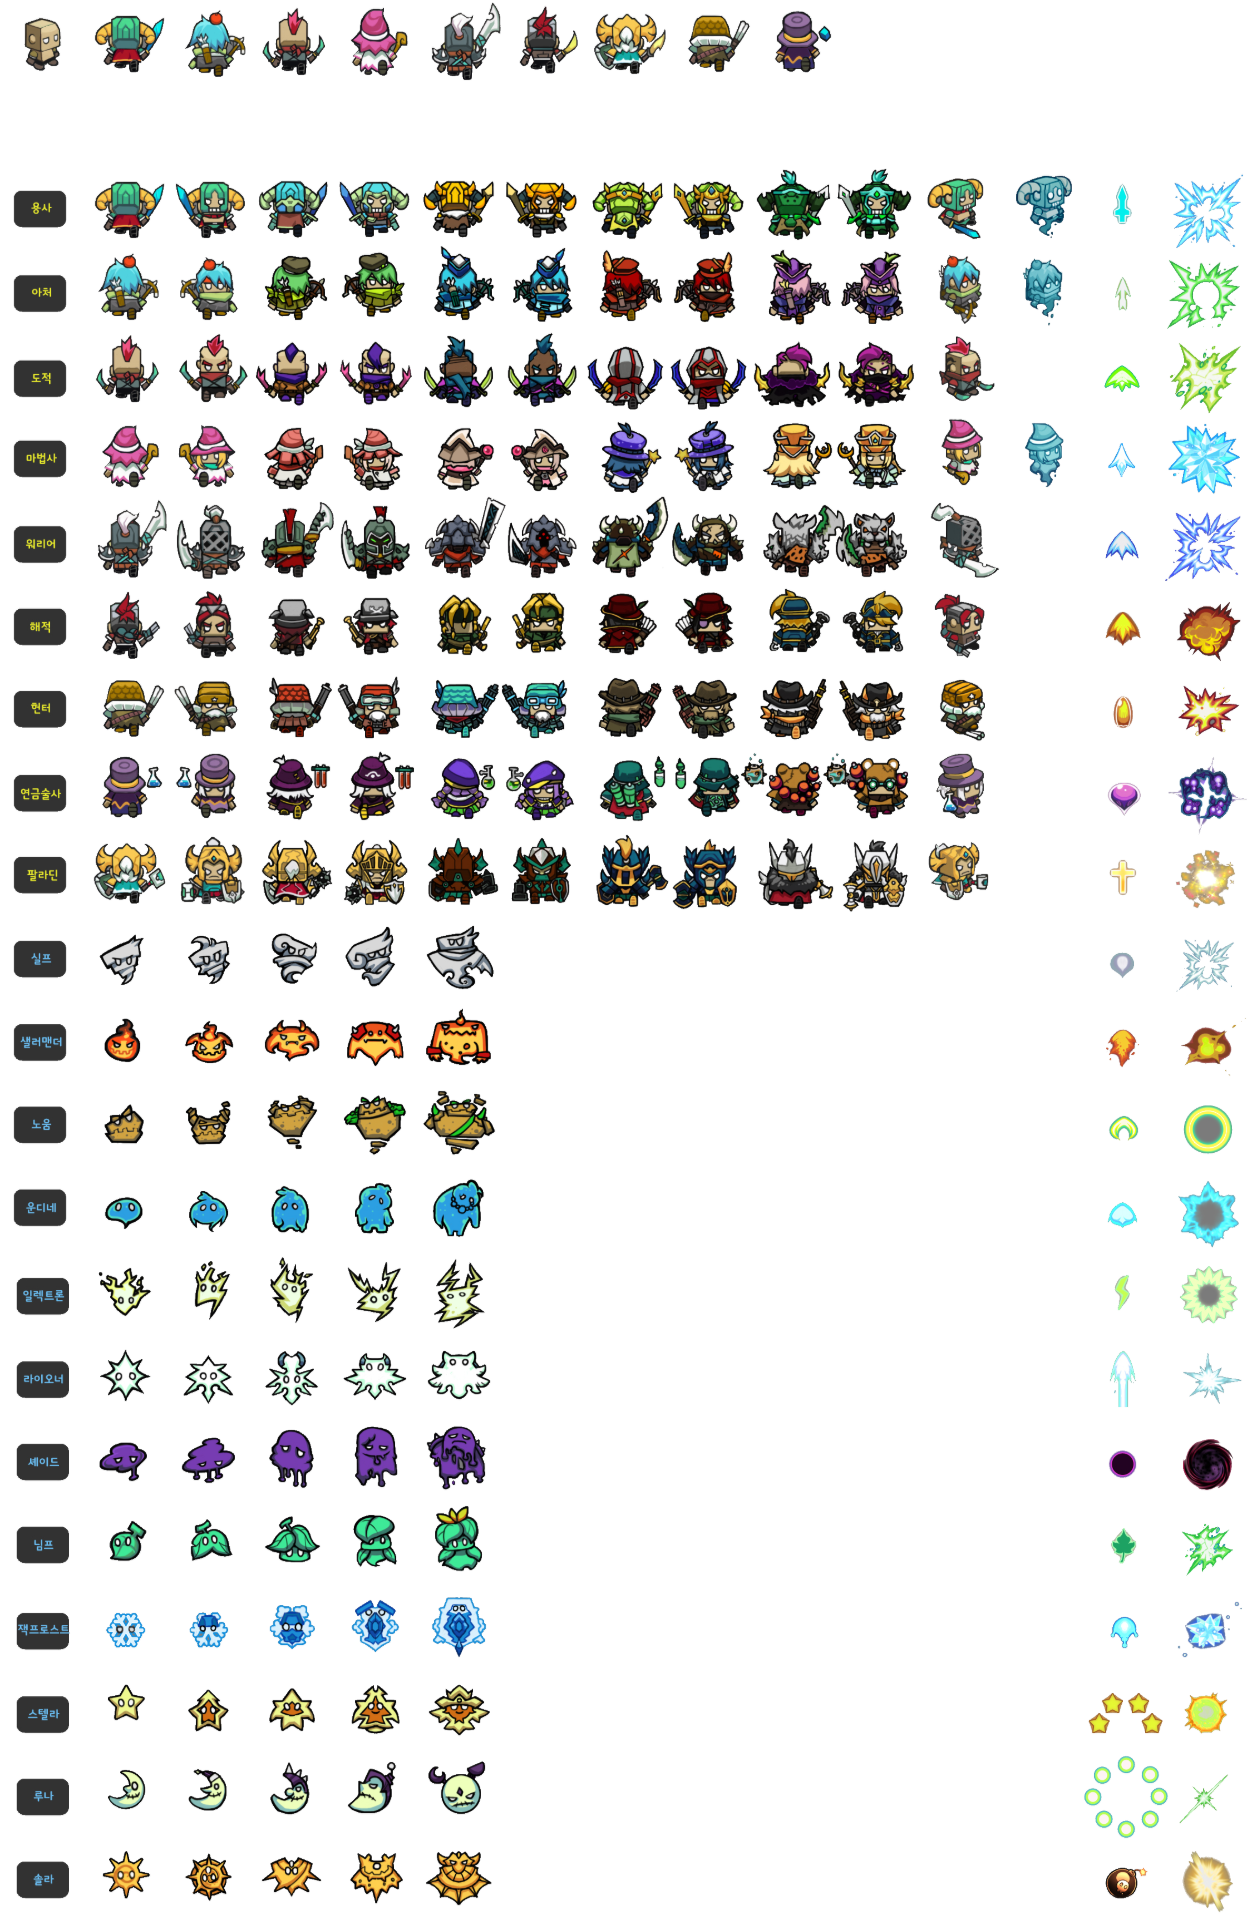 용사
아처
도적
마법사
워리어
해적
헌터
연금술사
팔라딘
실프
샐러맨더
노움
운디네
일렉트론
라이오너
셰이드
님프
잭프로스트
스텔라
루나
솔라